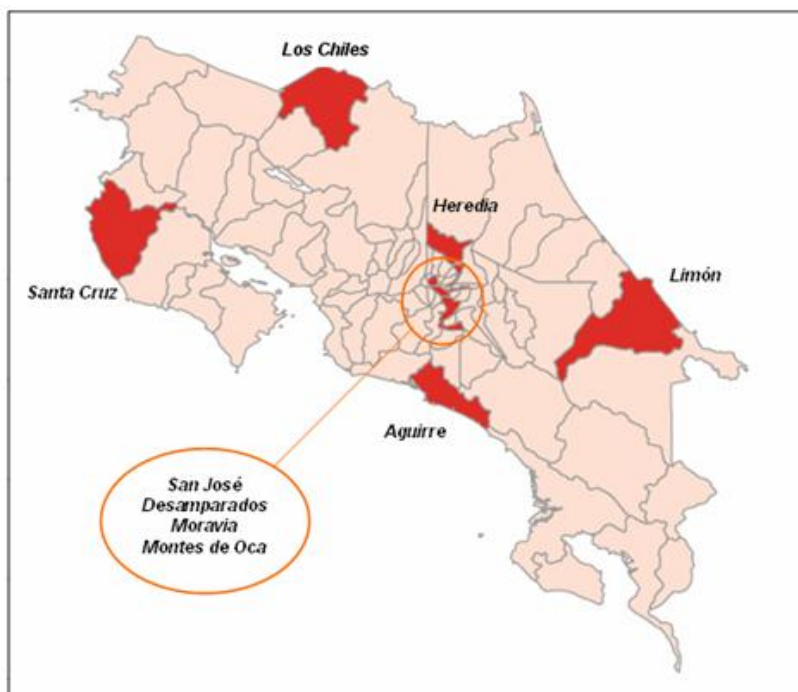 Los Chiles
Heredia
Limón
Santa Cruz
Aguirre
San José
Desamparados
Moravia
Montes de Oca